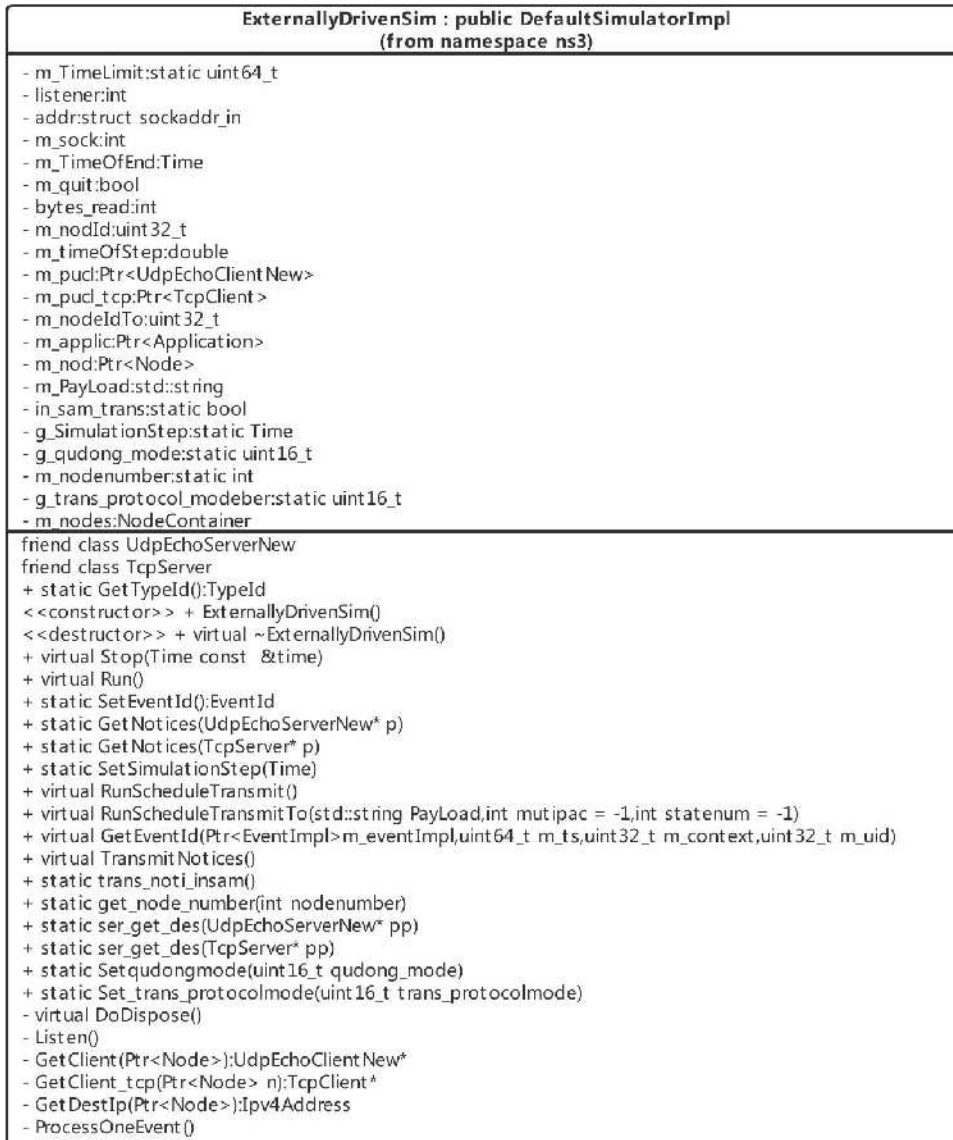 ExternallyDrivenSim : public DefaultSimulatorImpl
(from namespace ns3)
- m_TimeLimit:static uint64_t
- listener:int
- addr:struct sockaddr_in
- m_sock:int
- m_TimeOfEnd:Time
- m_quit:bool
- bytes_read:int
- m_nodId:uint32_t
- m_timeOfStep:double
- m_pucl:Ptr<UdpEchoClientNew>
- m_pucl_tcp:Ptr<TcpClient>
- m_nodeIdTo:uint32_t
- m_applic:Ptr<Application>
- m_nod:Ptr<Node>
- m_PayLoad:std::string
- in_sam_trans:static bool
- g_SimulationStep:static Time
- g_qudong_mode:static uint16_t
- m_nodenumber:static int
- g_trans_protocol_modeber:static uint16_t
- m_nodes:NodeContainer
friend class UdpEchoServerNew
friend class TcpServer
+ static GetTypeId():TypeId
<<constructor>> + ExternallyDrivenSim()
<<destructor>> + virtual ~ExternallyDrivenSim()
+ virtual Stop(Time const &time)
+ virtual Run()
+ static SetEventId():EventId
+ static GetNotices(UdpEchoServerNew* p)
+ static GetNotices(TcpServer* p)
+ static SetSimulationStep(Time)
+ virtual RunScheduleTransmit()
+ virtual RunScheduleTransmitTo(std::string PayLoad,int mutipac = -1,int statenum = -1)
+ virtual GetEventId(Ptr<EventImpl>m_eventImpl,uint64_t m_ts,uint32_t m_context,uint32_t m_uid)
+ virtual TransmitNotices()
+ static trans_noti_insam()
+ static get_node_number(int nodenumber)
+ static ser_get_des(UdpEchoServerNew* pp)
+ static ser_get_des(TcpServer* pp)
+ static Setqudongmode(uint16_t qudong_mode)
+ static Set_trans_protocolmode(uint16_t trans_protocolmode)
- virtual DoDispose()
- Listen()
- GetClient(Ptr<Node>):UdpEchoClientNew*
- GetClient_tcp(Ptr<Node> n):TcpClient*
- GetDestIp(Ptr<Node>):Ipv4Address
- ProcessOneEvent()